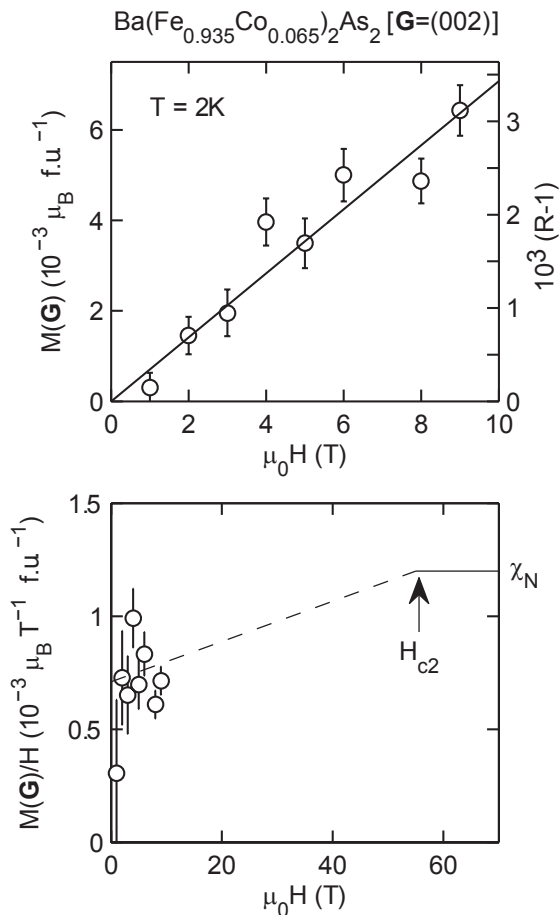 Ba(Fe0.935Co0.065)2As2 [G=(002)]
T = 2K
M(G) (10⁻³ μB f.u⁻¹)
6
4
2
0
10³ (R-1)
3
2
1
0
0 2 4 6 8 10
μ0H (T)
M(G)/H (10⁻³ μB T⁻¹ f.u⁻¹)
1.5
1
0.5
0
χN
Hc2
0 20 40 60
μ0H (T)